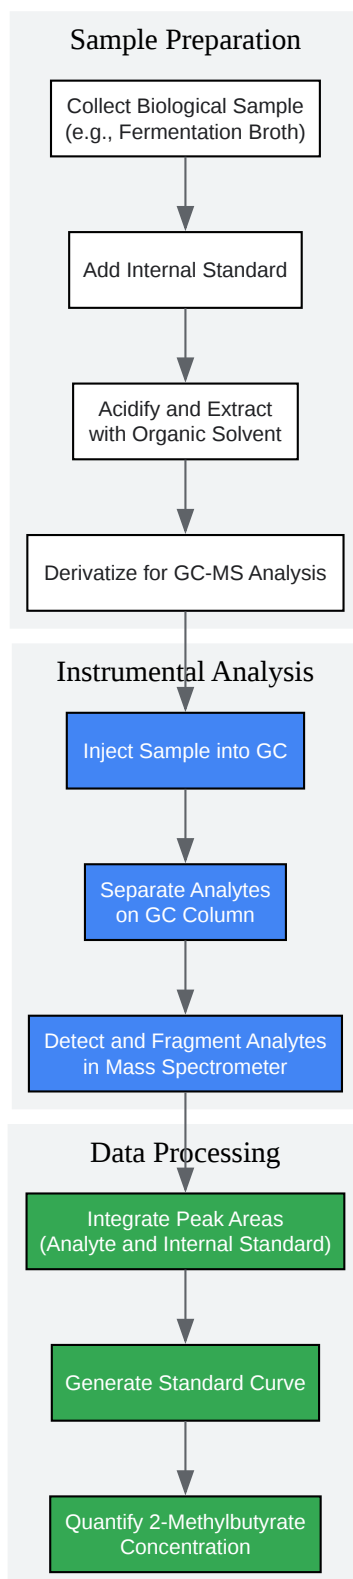 Sample Preparation
Collect Biological Sample
(e.g., Fermentation Broth)
Add Internal Standard
Acidify and Extract
with Organic Solvent
Derivatize for GC-MS Analysis
Instrumental Analysis
Inject Sample into GC
Separate Analytes
on GC Column
Detect and Fragment Analytes
in Mass Spectrometer
Data Processing
Integrate Peak Areas
(Analyte and Internal Standard)
Generate Standard Curve
Quantify 2-Methylbutyrate
Concentration